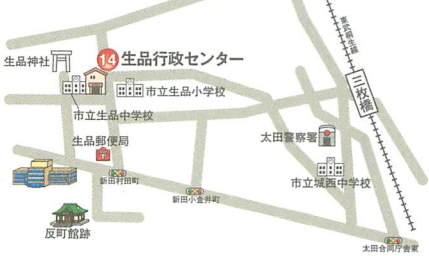 東武桐生線
生品神社
14 生品行政センター
三枚橋
市立生品小学校
市立生品中学校
生品郵便局
太田警察署
新田村田町
市立城西中学校
新田小金井町
反町館跡
太田合同庁舎東